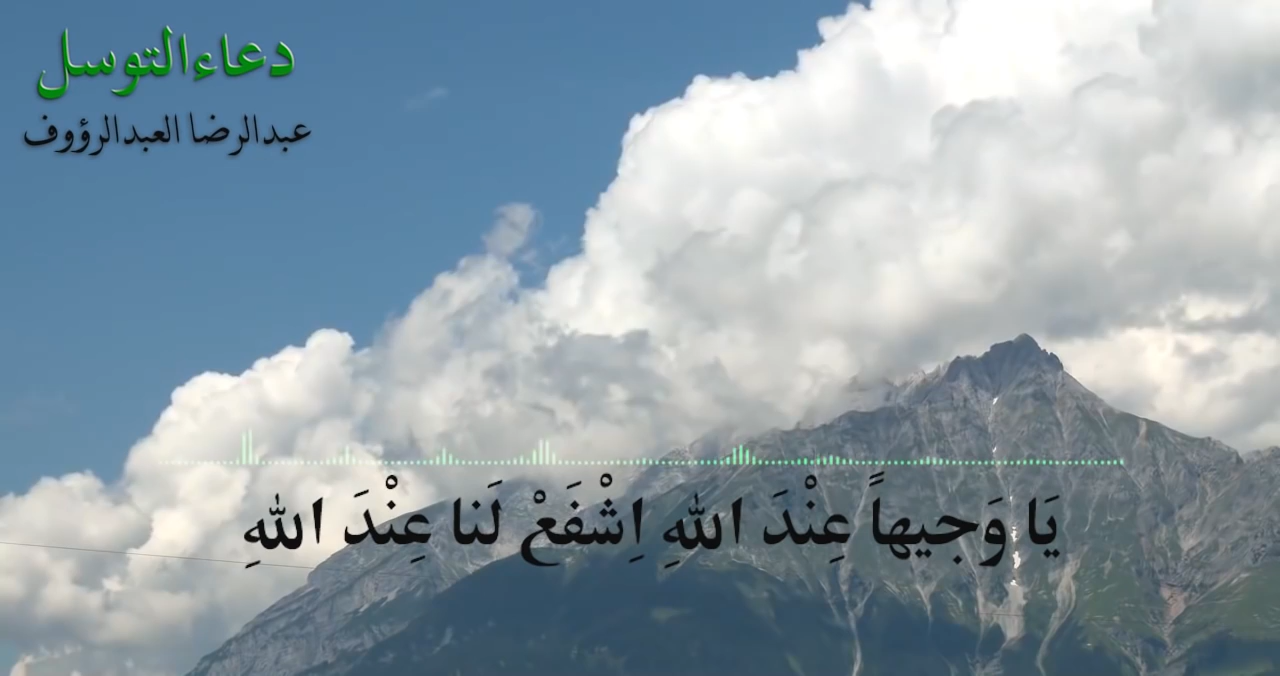 دعاءالتوسل
عبدالرضا العبدالرؤوف
يَا وَجيهاً عِنْدَ اللهِ اِشْفَعْ لَنا عِنْدَ اللهِ